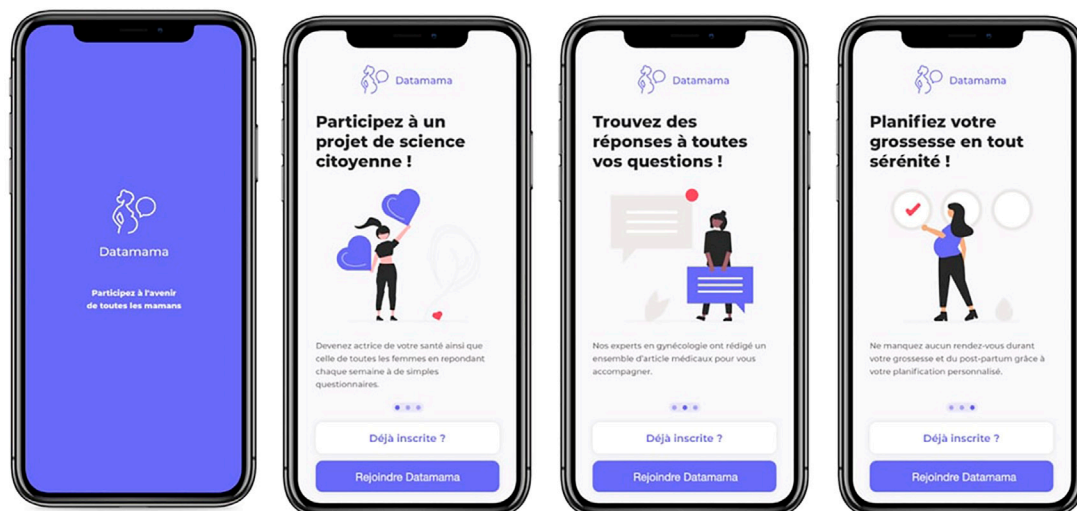 Datamama
Participez à l'avenir
de toutes les mamans
Datamama
Participez à un
projet de science
citoyenne !
Devenez actrice de votre santé ainsi que
celle de toutes les femmes en repondant
chaque semaine à de simples
questionnaires.
Déjà inscrite ?
Rejoindre Datamama
Datamama
Trouvez des
réponses à toutes
vos questions !
Nos experts en gynécologie ont rédigé un
ensemble d'article médicaux pour vous
accompagner.
Déjà inscrite ?
Rejoindre Datamama
Datamama
Planifiez votre
grossesse en tout
sérénité !
Ne manquez aucun rendez-vous durant
votre grossesse et du post-partum grâce à
votre planification personnalisé.
Déjà inscrite ?
Rejoindre Datamama